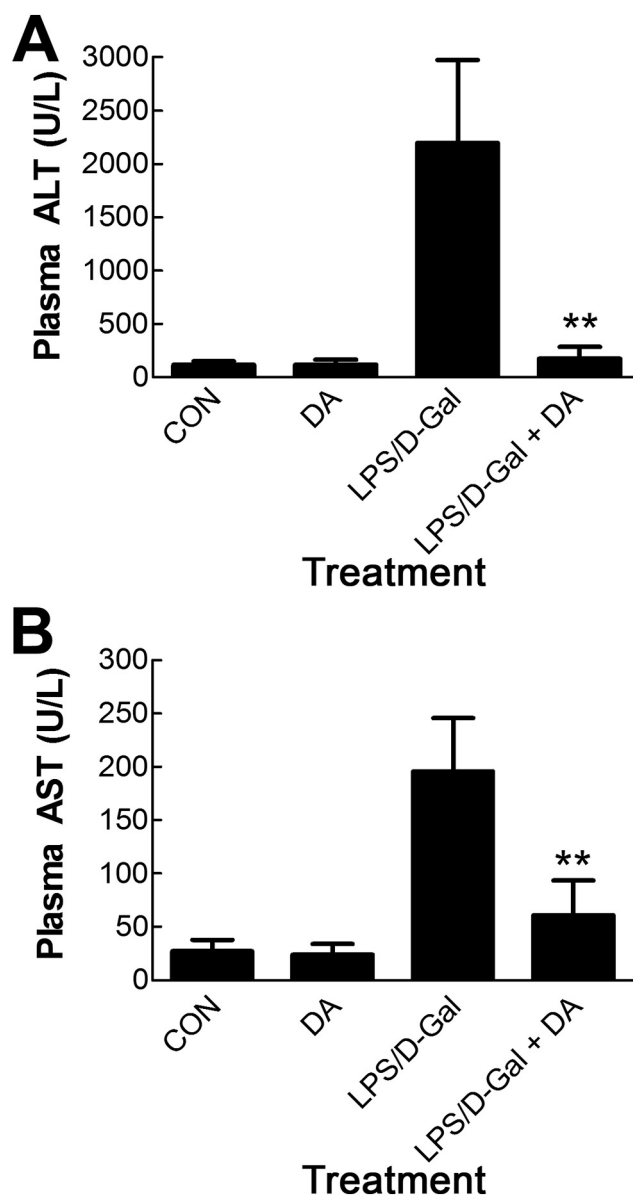 A
Plasma ALT (U/L)
3000
2500
2000
1500
1000
500
0
**
CON
DA
LPS/D-Gal
LPS/D-Gal + DA
Treatment
B
Plasma AST (U/L)
300
250
200
150
100
50
0
**
CON
DA
LPS/D-Gal
LPS/D-Gal + DA
Treatment